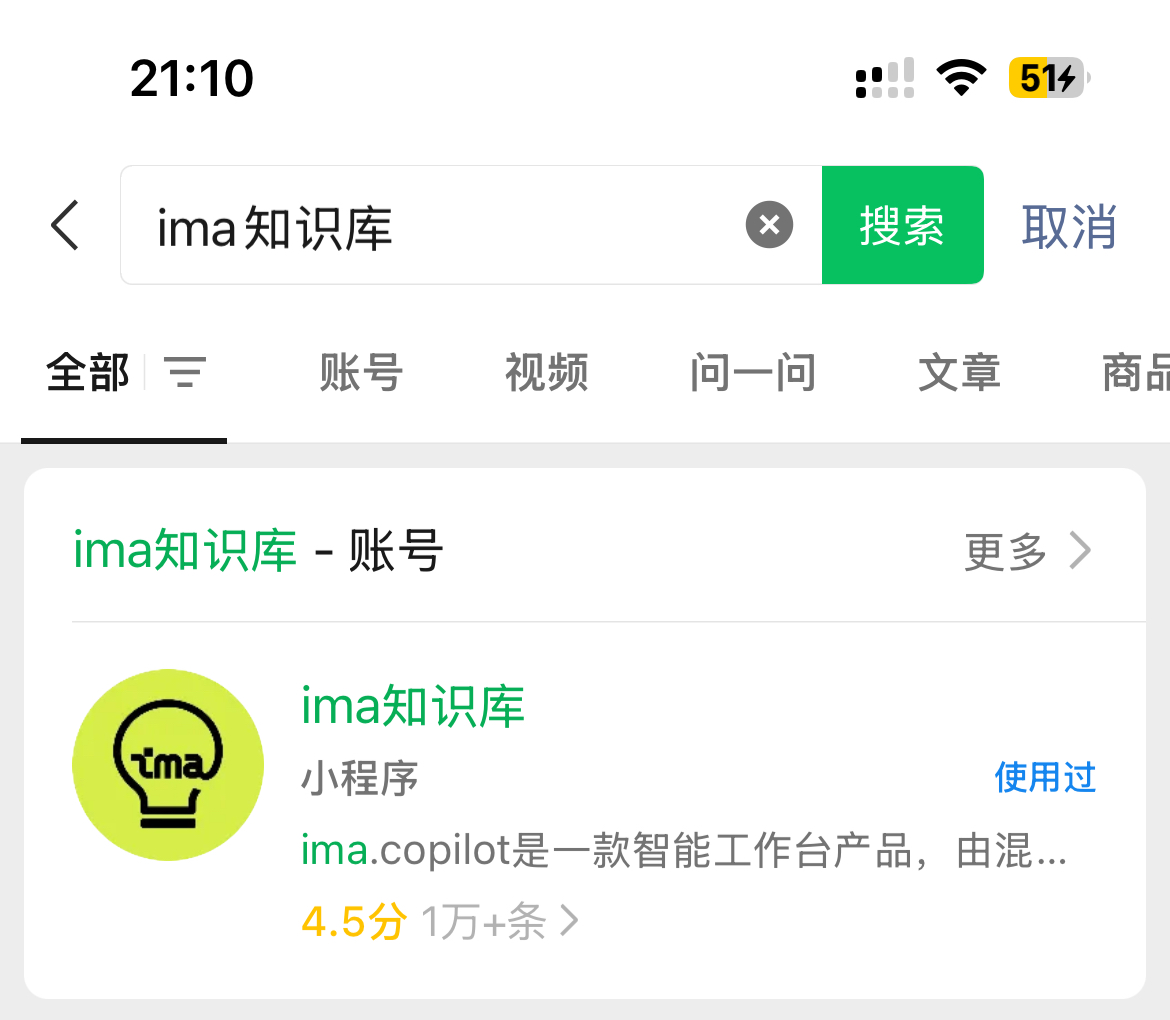 21:10 51
ima知识库 搜索 取消
全部 账号 视频 问一问 文章 商品
ima知识库 - 账号 更多
ima
ima知识库
小程序 使用过
ima.copilot是一款智能工作台产品，由混...
4.5分 1万+条